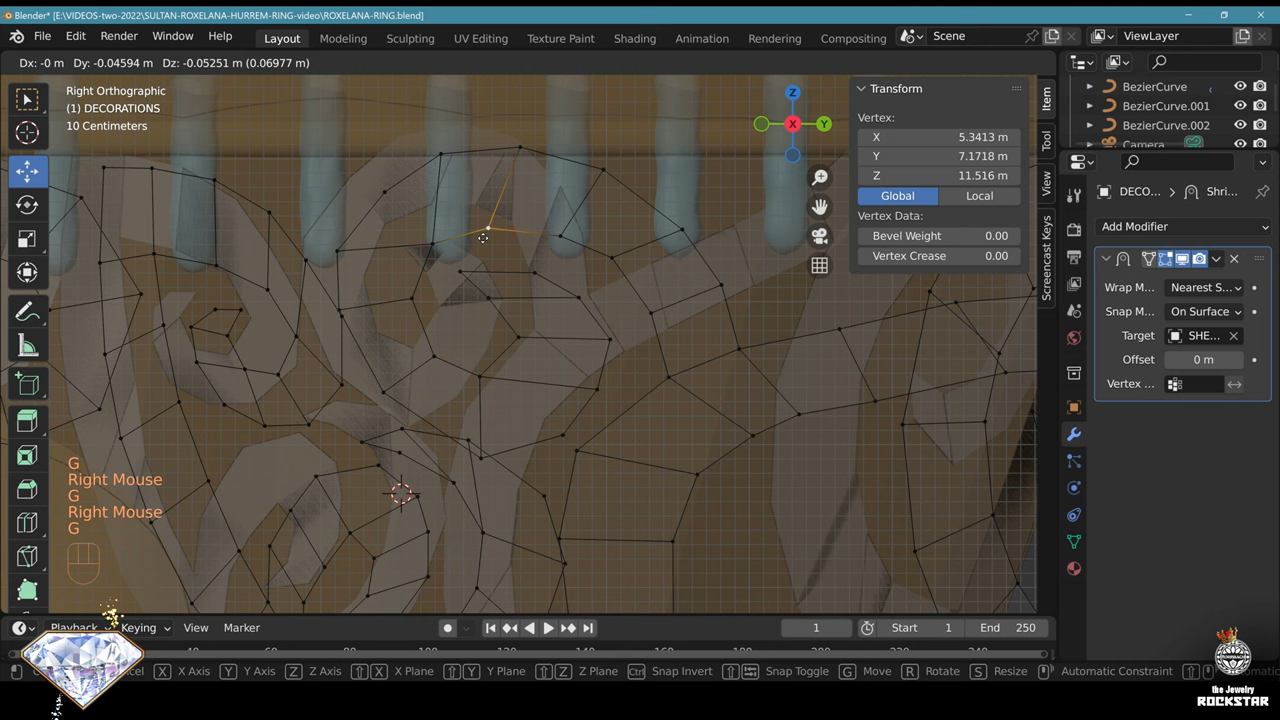 Blender* [E:\VIDEOS-two-2022\SULTAN-ROXELANA-HURREM-RING-video\ROXELANA-RING.blend]
File Edit Render Window Help Layout Modeling Sculpting UV Editing Texture Paint Shading Animation Rendering Compositing Scene ViewLayer
Dx: -0 m Dy: -0.04594 m Dz: -0.05251 m (0.06977 m)
Right Orthographic
(1) DECORATIONS
10 Centimeters
Z
X
Y
Transform
Vertex:
X 5.3413 m
Y 7.1718 m
Z 11.516 m
Global Local
Vertex Data:
Bevel Weight 0.00
Vertex Crease 0.00
Item
Tool
View
Screencast Keys
BezierCurve
BezierCurve.001
BezierCurve.002
Camera
DECO... Shri...
Add Modifier
Wrap M... Nearest S...
Snap M... On Surface
Target SHE...
Offset 0 m
Vertex ...
G
Right Mouse
G
Right Mouse
G
Playback Keying View Marker 1 Start 1 End 250
X X Axis Y Y Axis Z Z Axis X X Plane Y Y Plane Z Z Plane Ctrl Snap Invert Snap Toggle G Move R Rotate S Resize Automatic Constraint
the Jewelry
ROCKSTAR